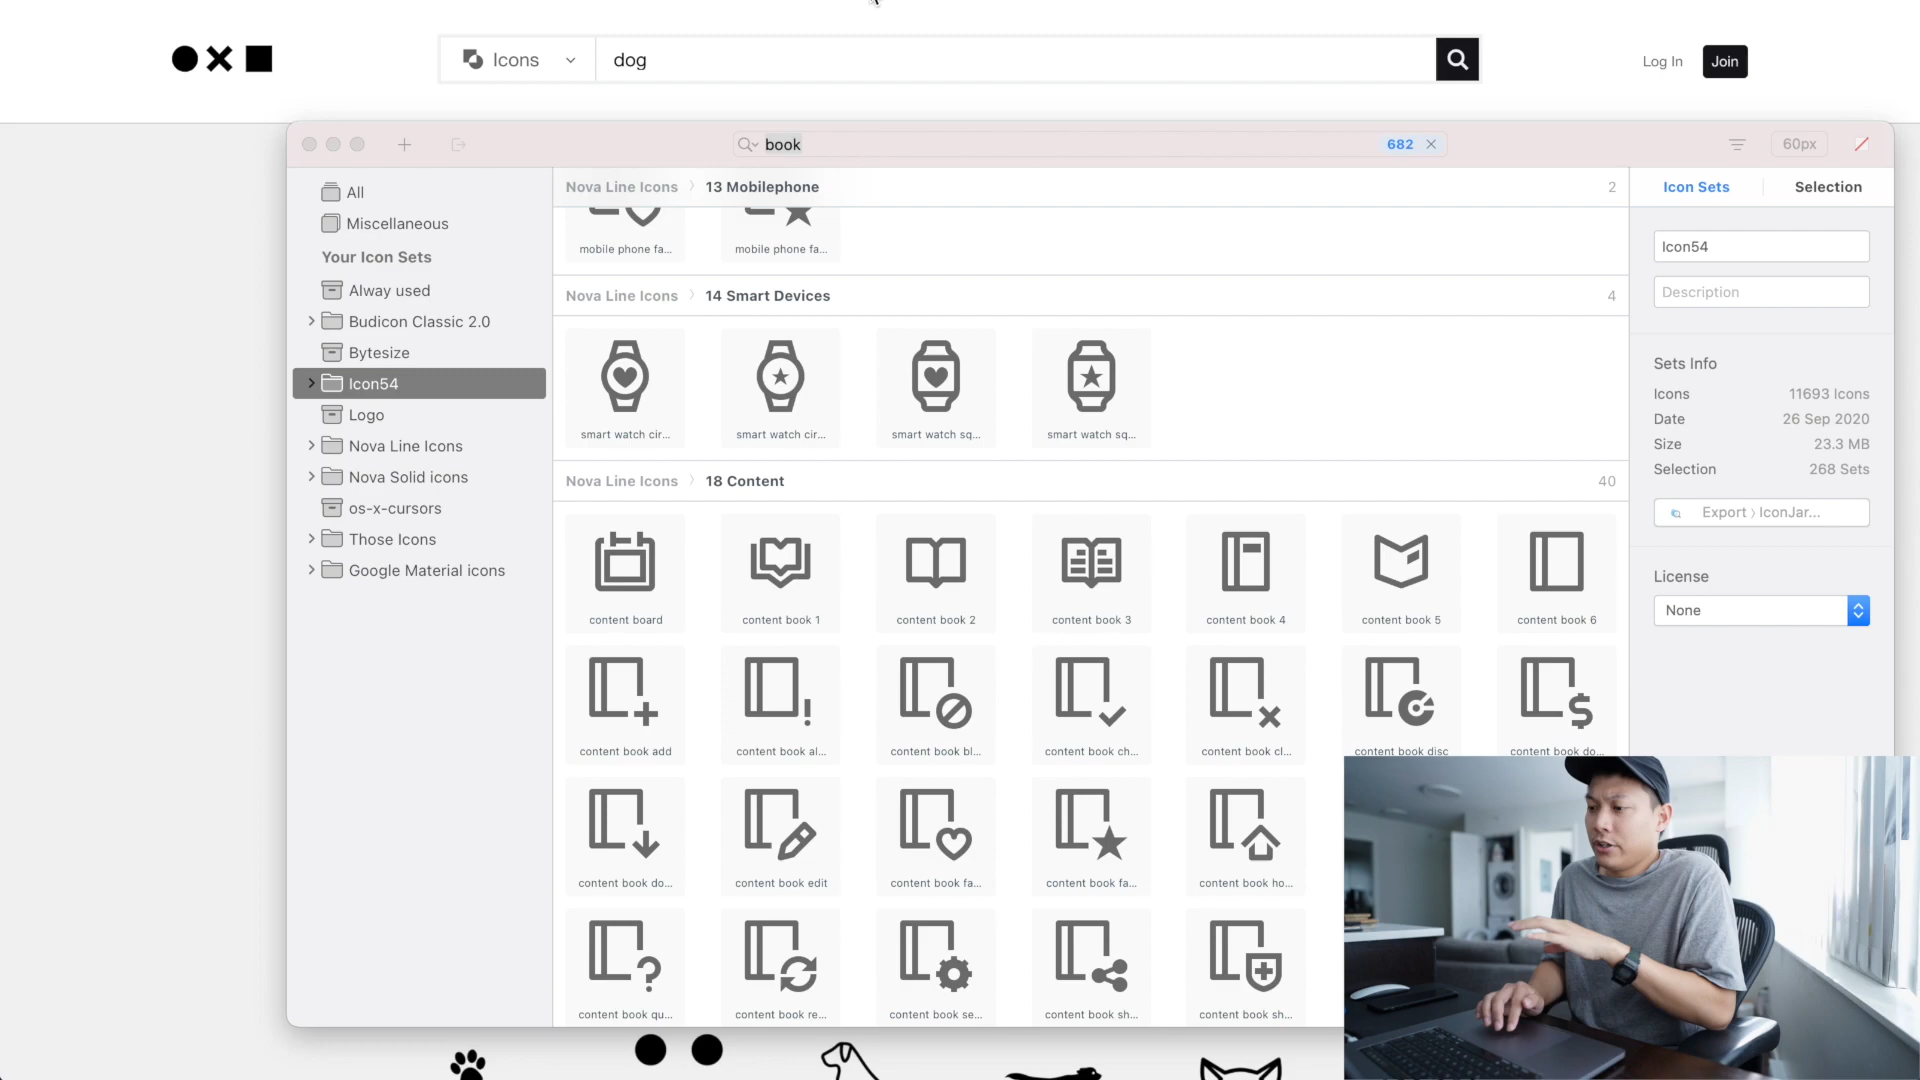 Icons
dog
Log In
Join
book
682
60px
All
Miscellaneous
Your Icon Sets
Alway used
Budicon Classic 2.0
Bytesize
Icon54
Logo
Nova Line Icons
Nova Solid icons
os-x-cursors
Those Icons
Google Material icons
Nova Line Icons 〉 13 Mobilephone
2
mobile phone fa...
mobile phone fa...
Nova Line Icons 〉 14 Smart Devices
4
smart watch cir...
smart watch cir...
smart watch sq...
smart watch sq...
Nova Line Icons 〉 18 Content
40
content board
content book 1
content book 2
content book 3
content book 4
content book 5
content book 6
content book add
content book al...
content book bl...
content book ch...
content book cl...
content book disc
content book do...
content book do...
content book edit
content book fa...
content book fa...
content book ho...
content book qu...
content book re...
content book se...
content book sh...
content book sh...
Icon Sets
Selection
Icon54
Description
Sets Info
Icons 11693 Icons
Date 26 Sep 2020
Size 23.3 MB
Selection 268 Sets
Export 〉 IconJar...
License
None